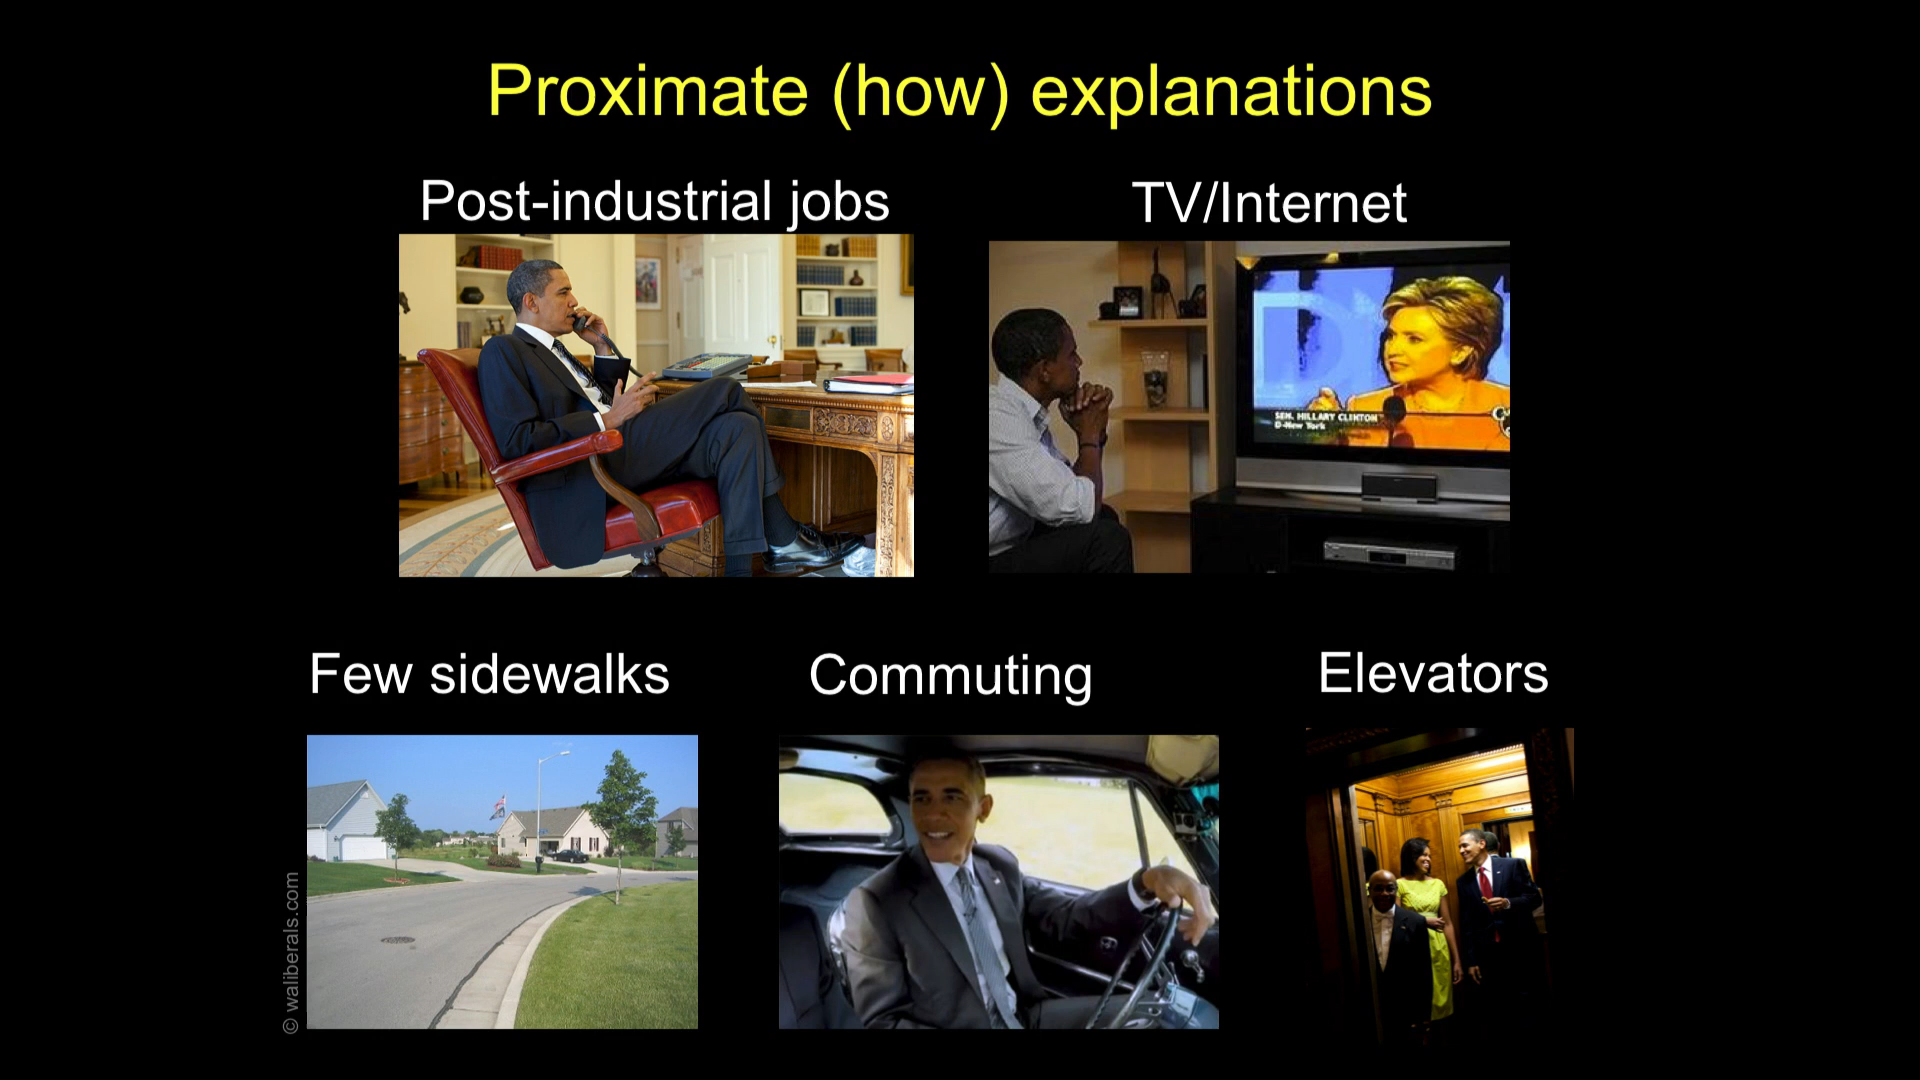 Proximate (how) explanations
Post-industrial jobs
TV/Internet
SEN. HILLARY CLINTON
D-New York
Few sidewalks
Commuting
Elevators
© waliberals.com